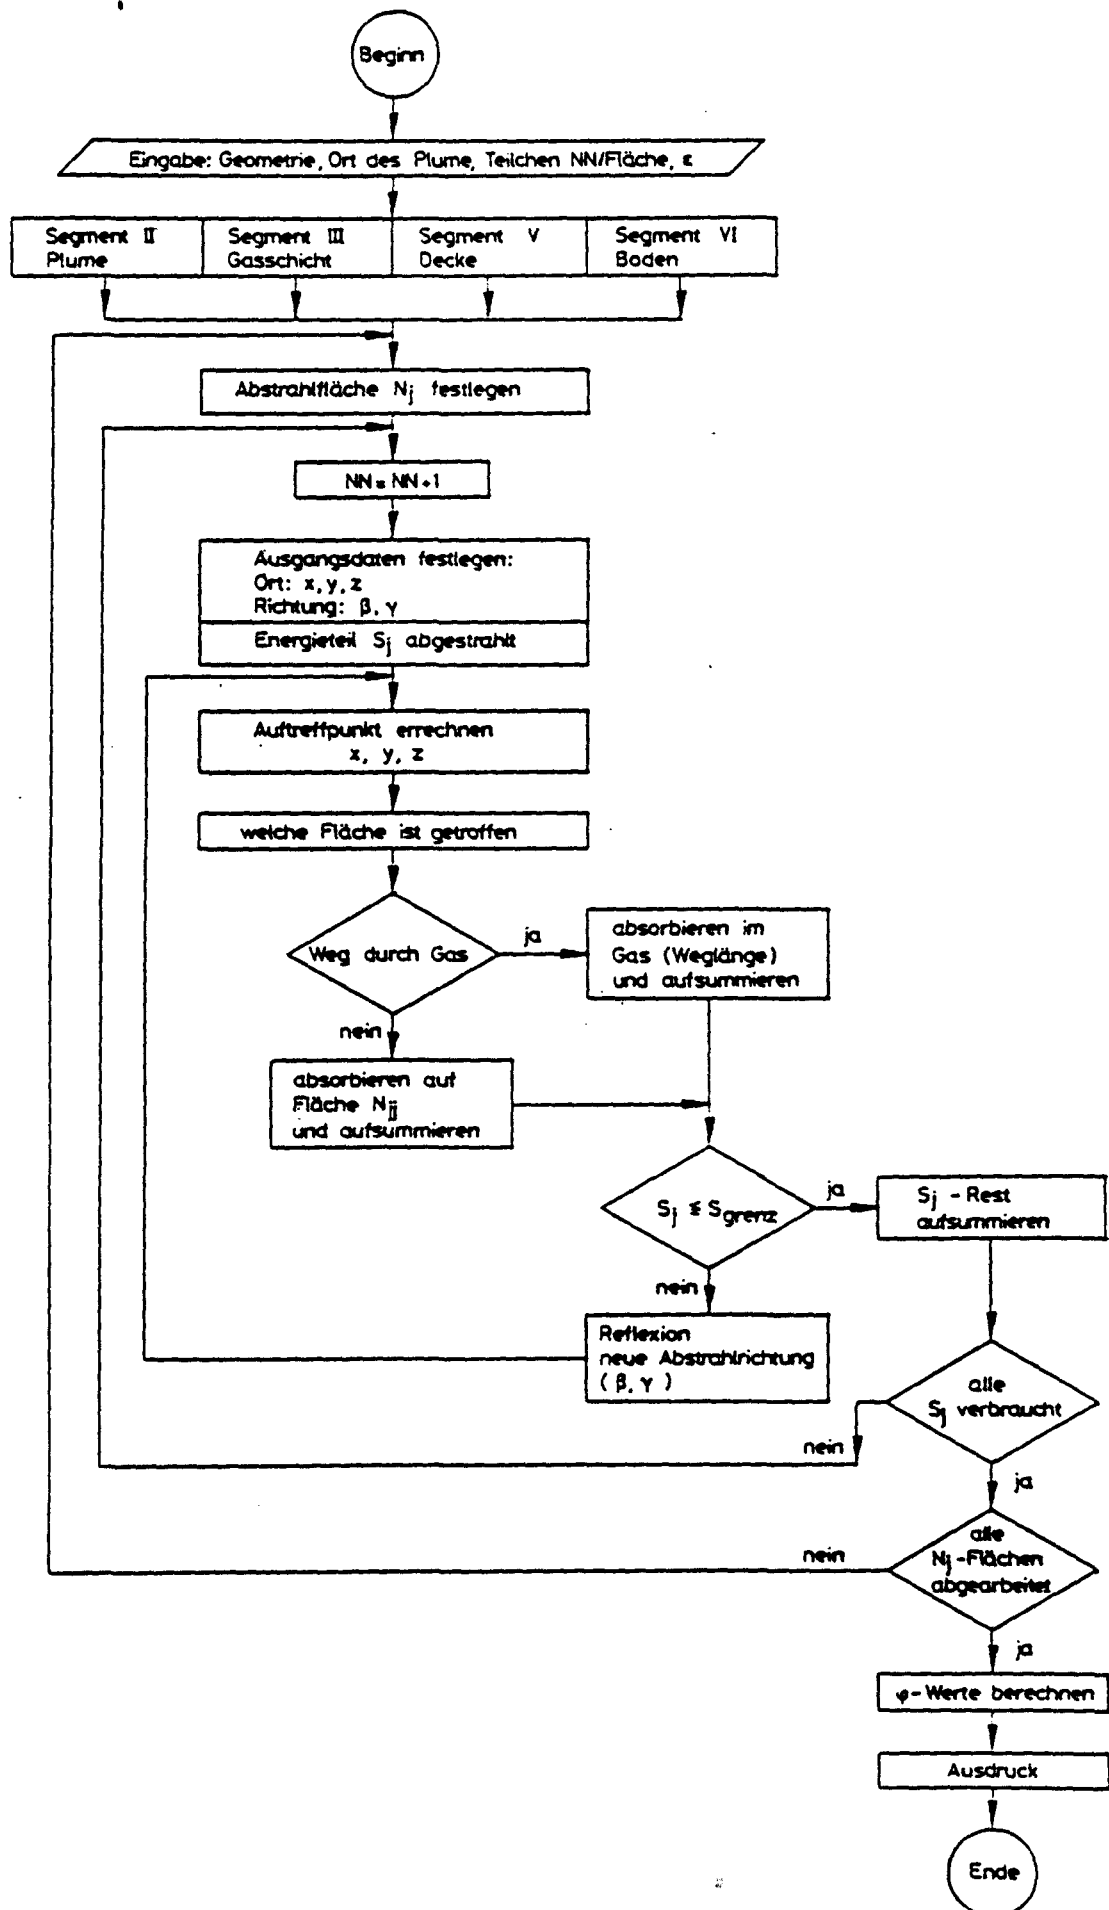 Beginn
Eingabe: Geometrie, Ort des Plume, Teilchen NN/Fläche, ε
Segment II
Plume
Segment III
Gasschicht
Segment V
Decke
Segment VI
Boden
Abstrahlfläche Nj festlegen
NN = NN + 1
Ausgangsdaten festlegen:
Ort: x, y, z
Richtung: β, γ
Energieteil Sj abgestrahlt
Auftreffpunkt errechnen
x, y, z
welche Fläche ist getroffen
Weg durch Gas
ja
absorbieren im
Gas (Weglänge)
und aufsummieren
nein
absorbieren auf
Fläche Njj
und aufsummieren
Sj ≤ Sgrenz
ja
Sj - Rest
aufsummieren
nein
Reflexion
neue Abstrahlrichtung
( β, γ )
alle
Sj verbraucht
nein
ja
alle
Nj-Flächen
abgearbeitet
nein
ja
φ-Werte berechnen
Ausdruck
Ende